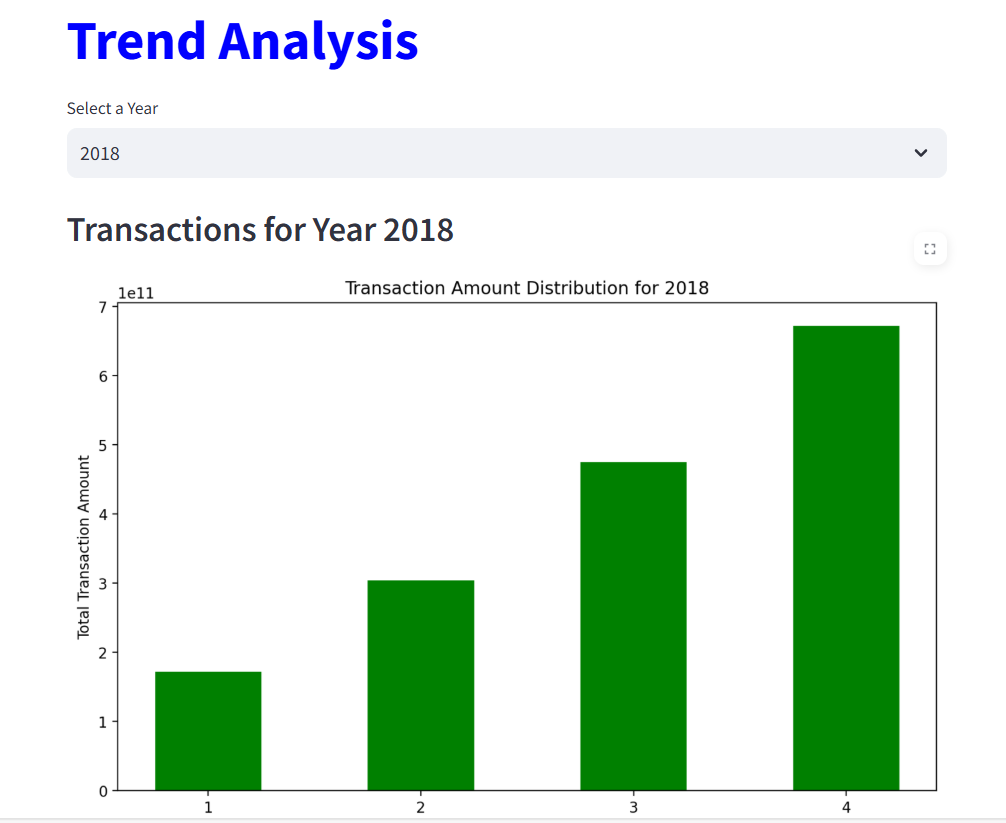 Trend Analysis
Select a Year
2018
Transactions for Year 2018
Transaction Amount Distribution for 2018
1e11
7
6
5
4
3
2
1
0
Total Transaction Amount
1 2 3 4